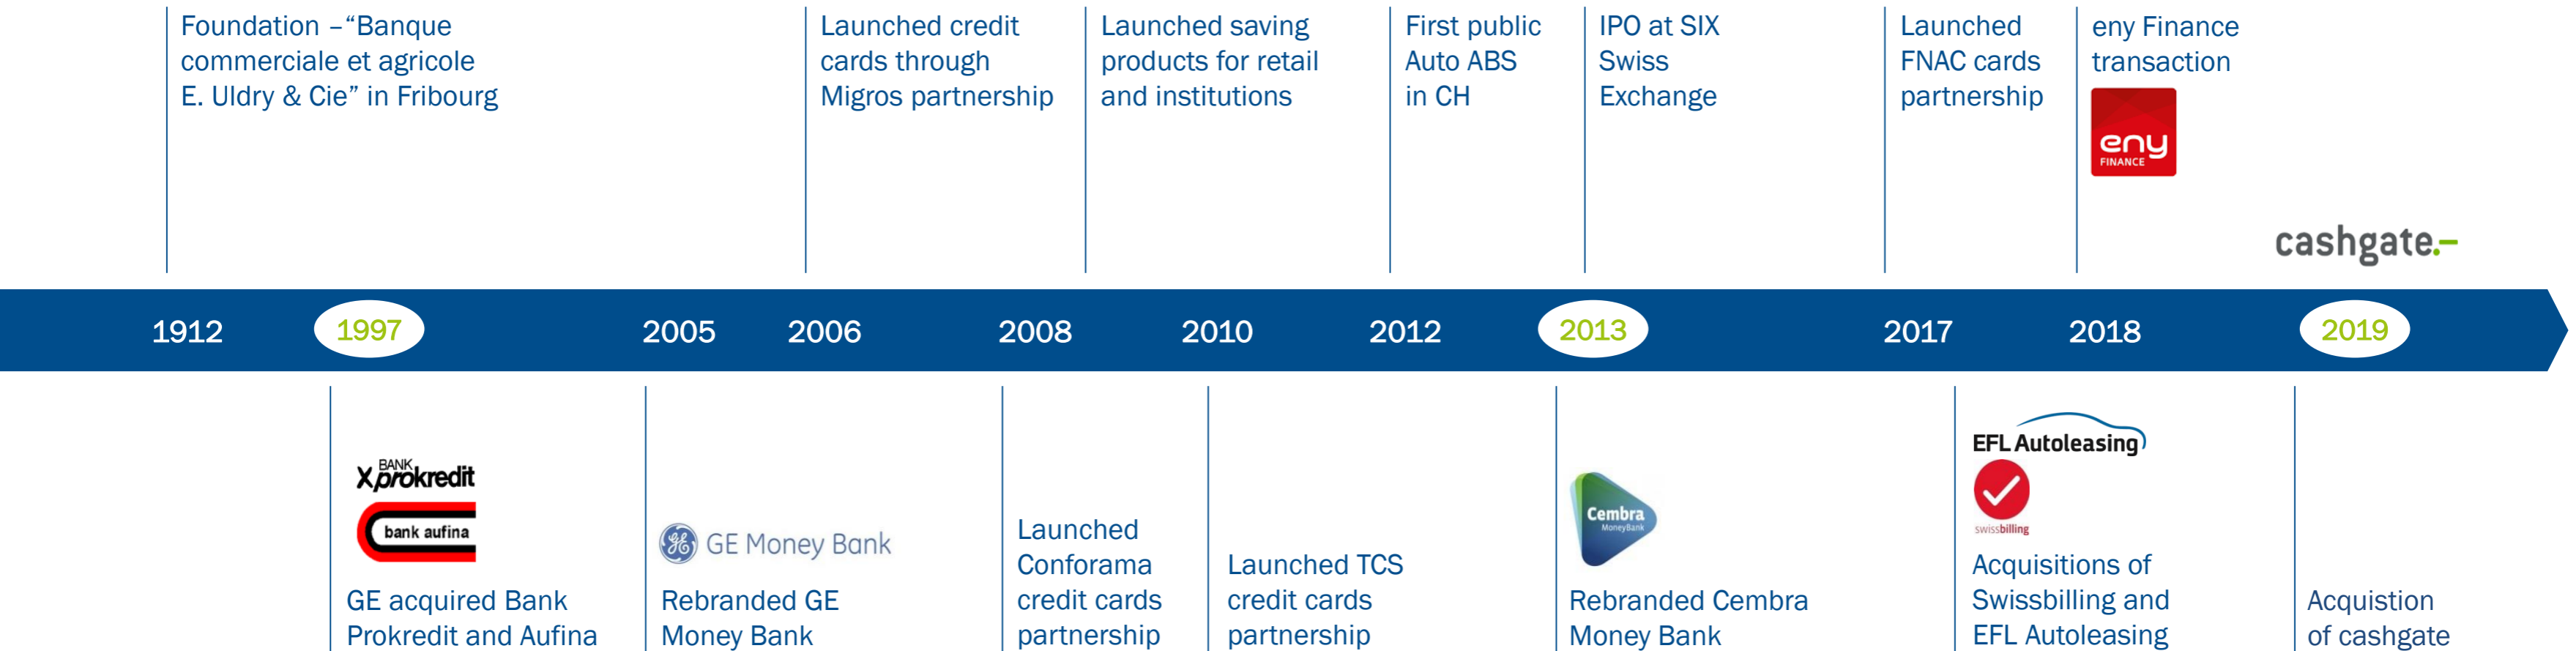 Foundation –“Banque
commerciale et agricole
E. Uldry & Cie” in Fribourg
Launched credit
cards through
Migros partnership
Launched saving
products for retail
and institutions
First public
Auto ABS
in CH
IPO at SIX
Swiss
Exchange
Launched
FNAC cards
partnership
eny Finance
transaction
eny
FINANCE
cashgate.–
1912 1997 2005 2006 2008 2010 2012 2013 2017 2018 2019
X BANK prokredit
bank aufina
GE acquired Bank
Prokredit and Aufina
GE Money Bank
Rebranded GE
Money Bank
Launched
Conforama
credit cards
partnership
Launched TCS
credit cards
partnership
Cembra
MoneyBank
Rebranded Cembra
Money Bank
EFL Autoleasing
swissbilling
Acquisitions of
Swissbilling and
EFL Autoleasing
Acquistion
of cashgate